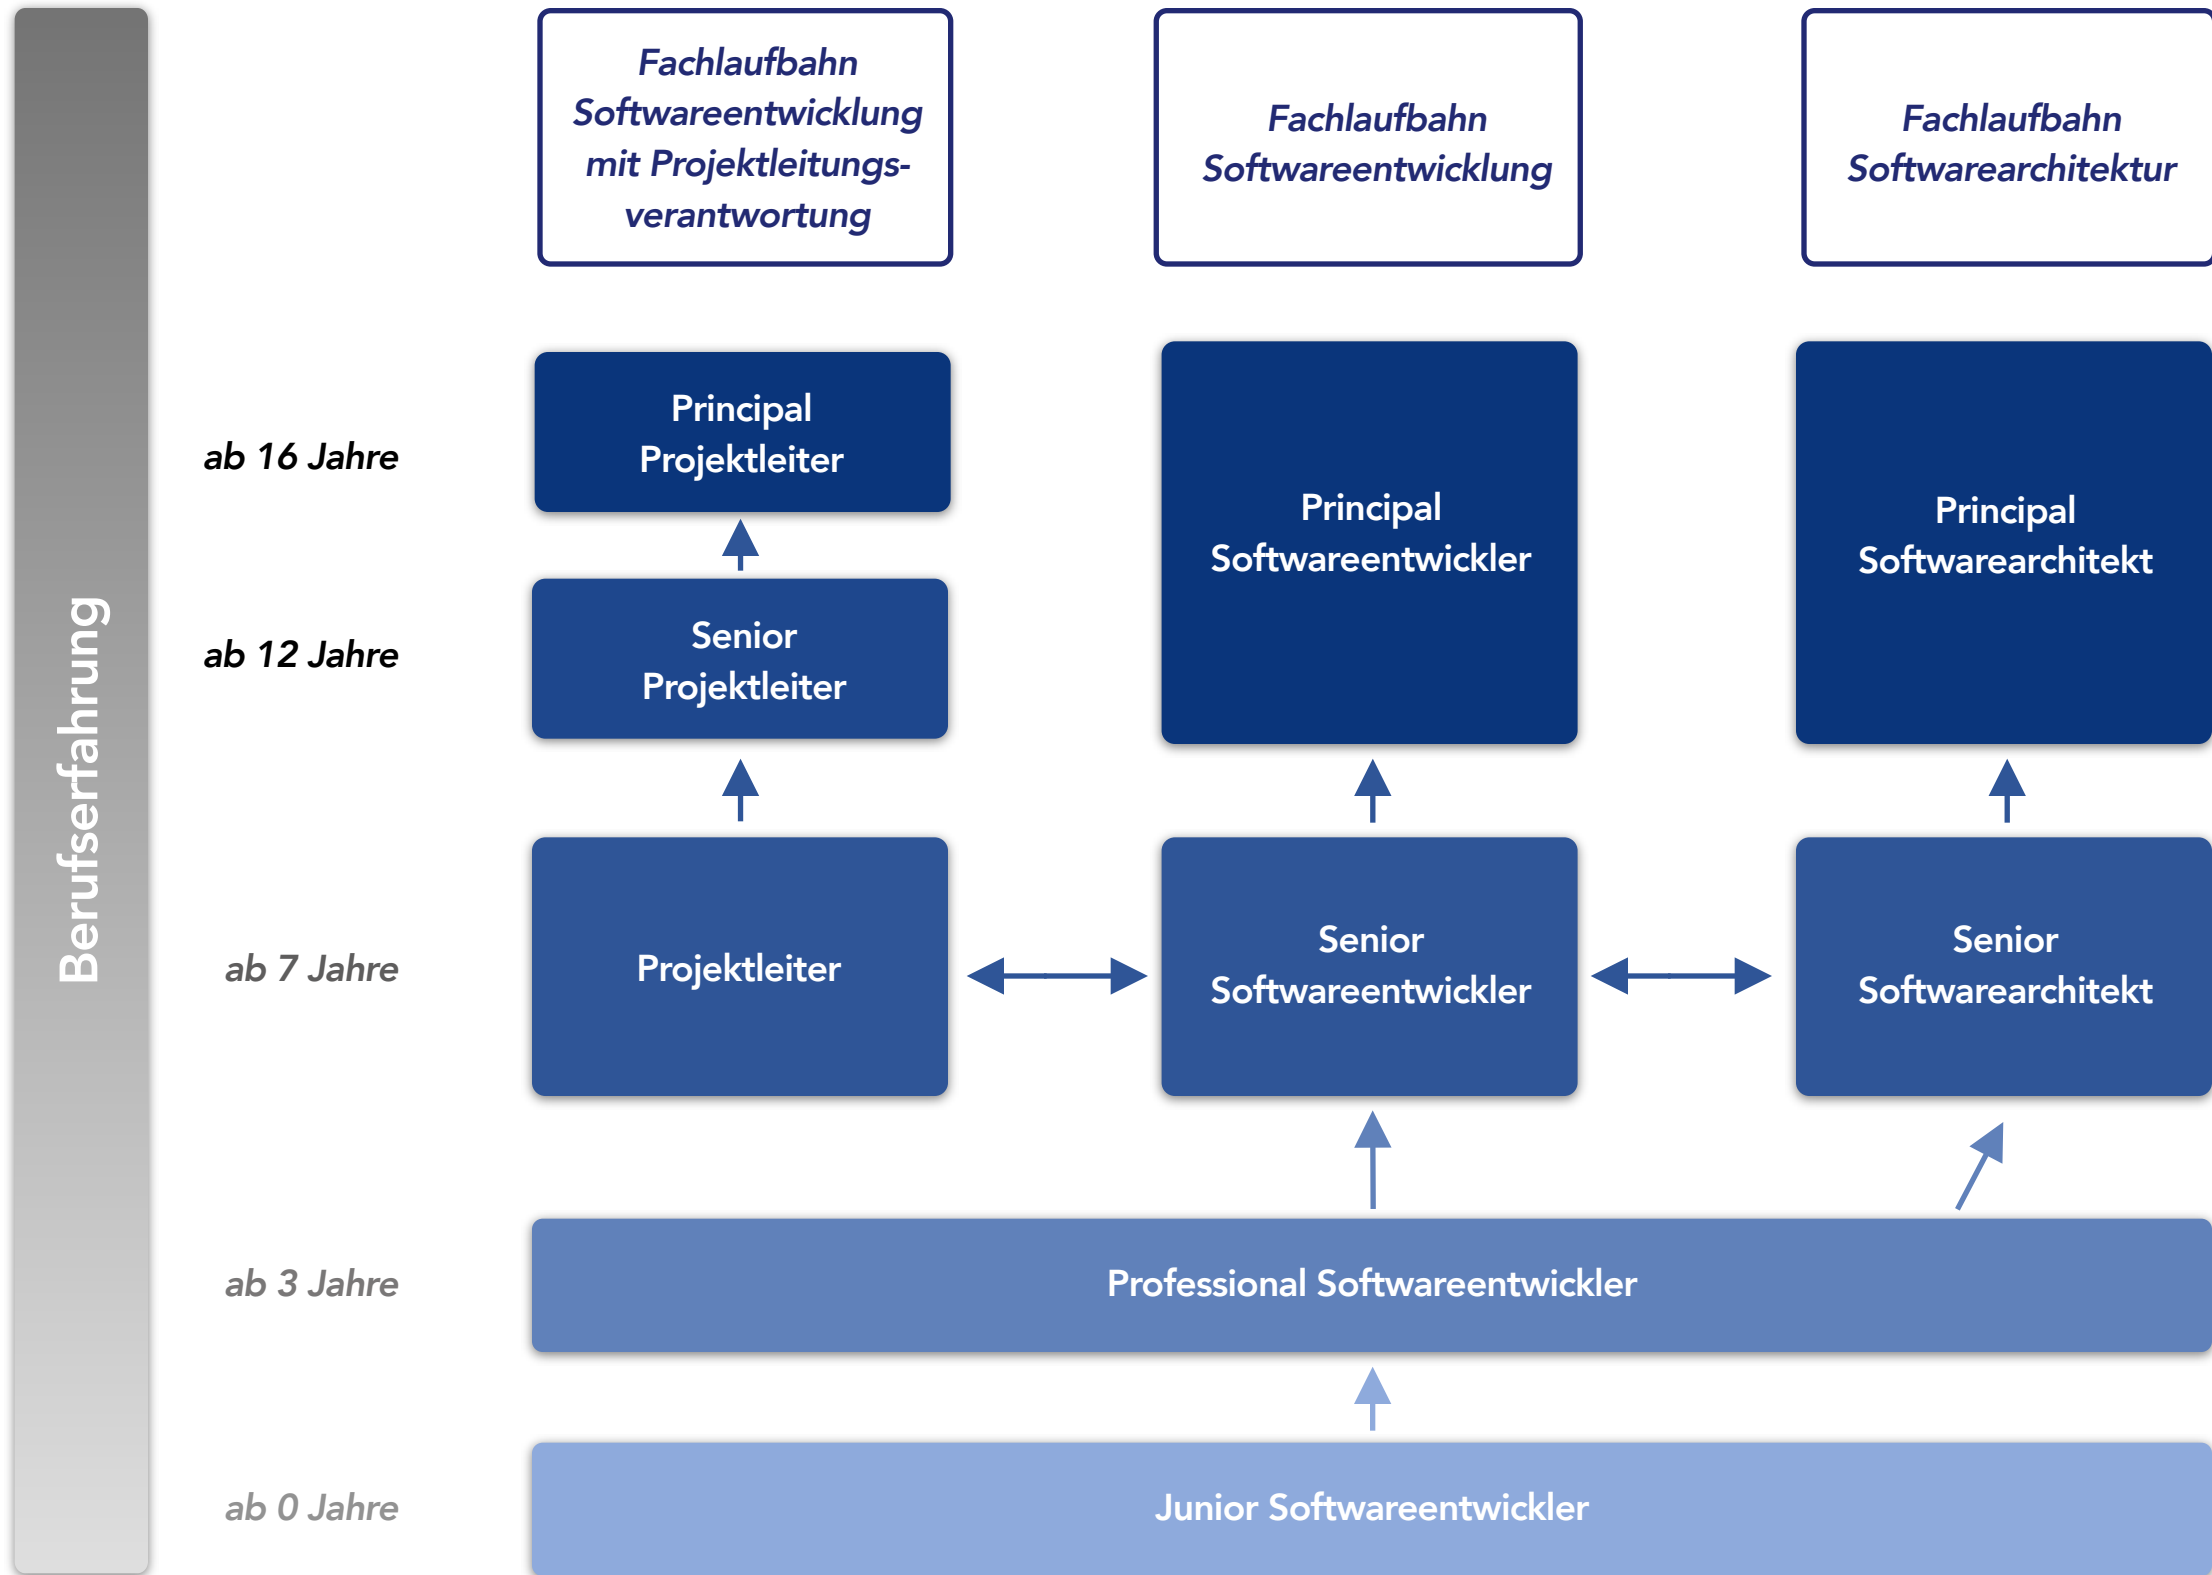 Berufserfahrung
Fachlaufbahn
Softwareentwicklung
mit Projektleitungs-
verantwortung
Fachlaufbahn
Softwareentwicklung
Fachlaufbahn
Softwarearchitektur
ab 16 Jahre
Principal
Projektleiter
Principal
Softwareentwickler
Principal
Softwarearchitekt
ab 12 Jahre
Senior
Projektleiter
ab 7 Jahre
Projektleiter
Senior
Softwareentwickler
Senior
Softwarearchitekt
ab 3 Jahre
Professional Softwareentwickler
ab 0 Jahre
Junior Softwareentwickler